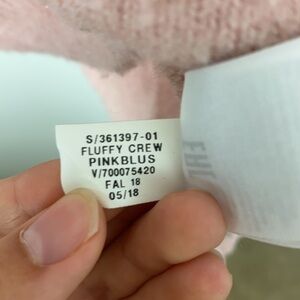 S/361397-01
FLUFFY CREW
PINKBLUS
V/700075420
FAL 18
05/18